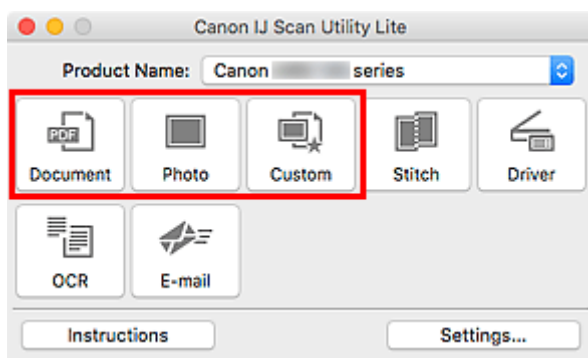 Canon IJ Scan Utility Lite
Product Name: Canon series
PDF
Document Photo Custom Stitch Driver
OCR E-mail
Instructions Settings...